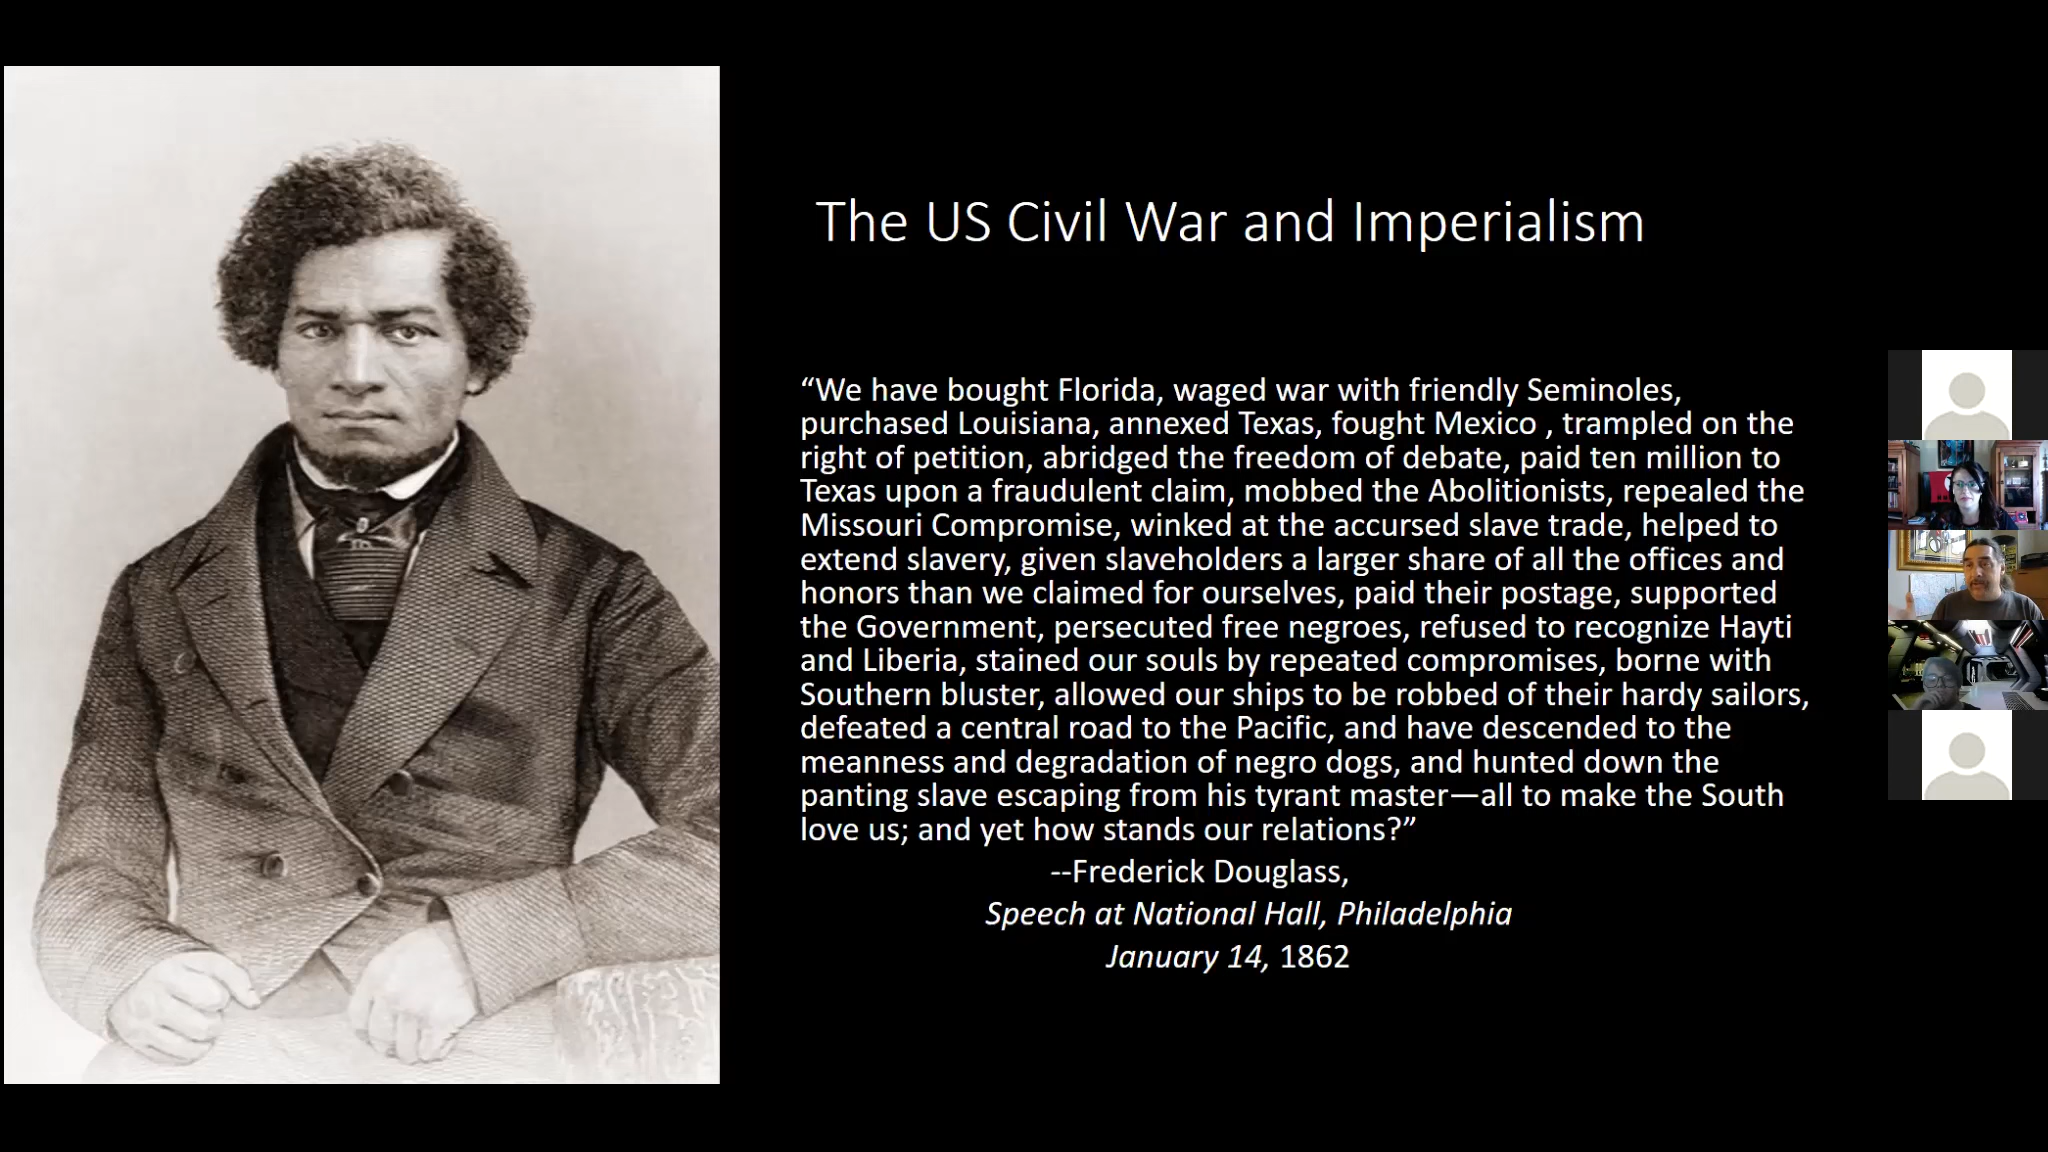 The US Civil War and Imperialism
“We have bought Florida, waged war with friendly Seminoles,
purchased Louisiana, annexed Texas, fought Mexico , trampled on the
right of petition, abridged the freedom of debate, paid ten million to
Texas upon a fraudulent claim, mobbed the Abolitionists, repealed the
Missouri Compromise, winked at the accursed slave trade, helped to
extend slavery, given slaveholders a larger share of all the offices and
honors than we claimed for ourselves, paid their postage, supported
the Government, persecuted free negroes, refused to recognize Hayti
and Liberia, stained our souls by repeated compromises, borne with
Southern bluster, allowed our ships to be robbed of their hardy sailors,
defeated a central road to the Pacific, and have descended to the
meanness and degradation of negro dogs, and hunted down the
panting slave escaping from his tyrant master—all to make the South
love us; and yet how stands our relations?”
--Frederick Douglass,
Speech at National Hall, Philadelphia
January 14, 1862